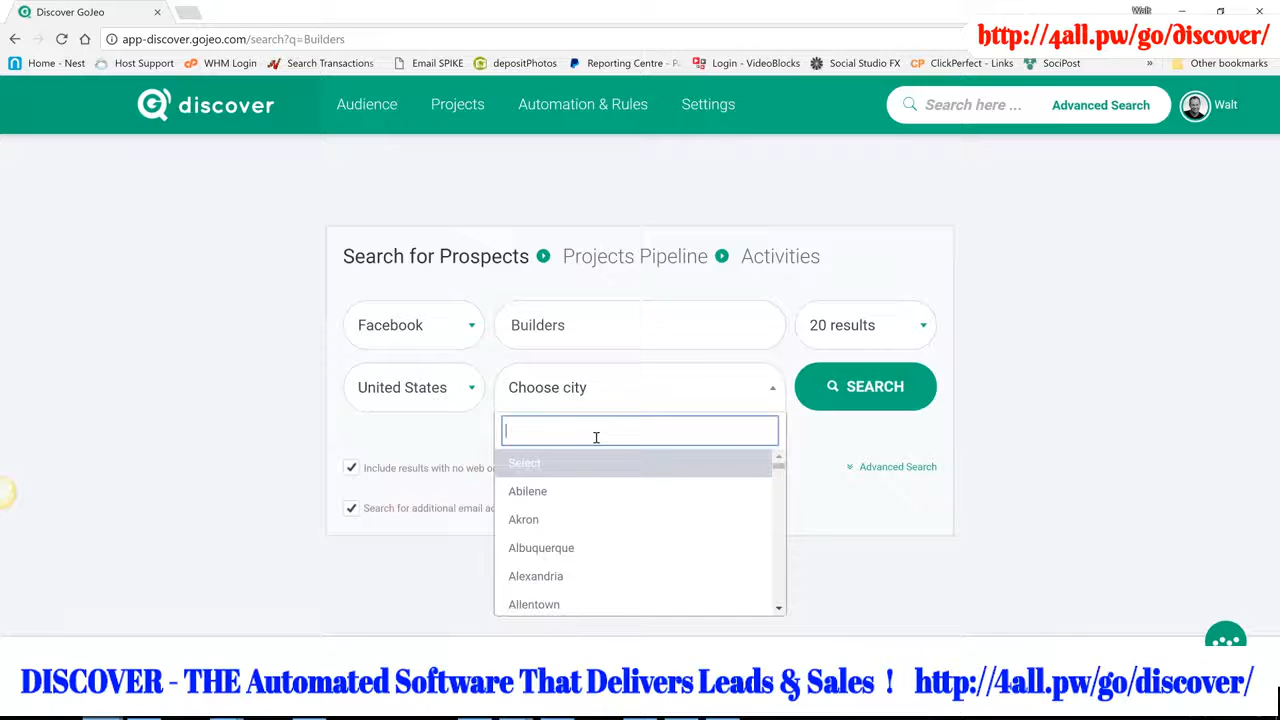 Discover GoJeo
Walt
http://4all.pw/go/discover/
app-discover.gojeo.com/search?q=Builders
Home - Nest
Host Support
WHM Login
Search Transactions
Email SPIKE
depositPhotos
Reporting Centre - P
Login - VideoBlocks
Social Studio FX
ClickPerfect - Links
SociPost
»
Other bookmarks
discover
Audience
Projects
Automation & Rules
Settings
Search here ...
Advanced Search
Walt
Search for Prospects
Projects Pipeline
Activities
Facebook
Builders
20 results
United States
Choose city
SEARCH
Include results with no web o
Advanced Search
Search for additional email a
Select
Abilene
Akron
Albuquerque
Alexandria
Allentown
DISCOVER - THE Automated Software That Delivers Leads & Sales ! http://4all.pw/go/discover/